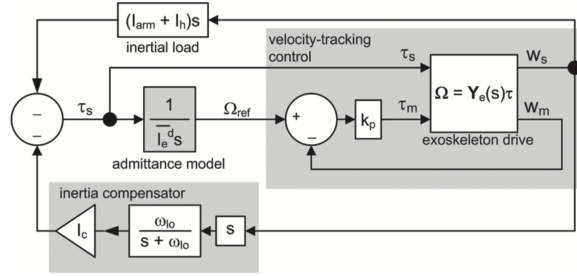 (I_arm + I_h)s
inertial load
velocity-tracking
control
τ_s
w_s
Ω = Y_e(s)τ
τ_s
1
I̅_e^d s
Ω_ref
+
−
k_p
τ_m
w_m
−
−
admittance model
exoskeleton drive
inertia compensator
I_c
ω_lo
s + ω_lo
s